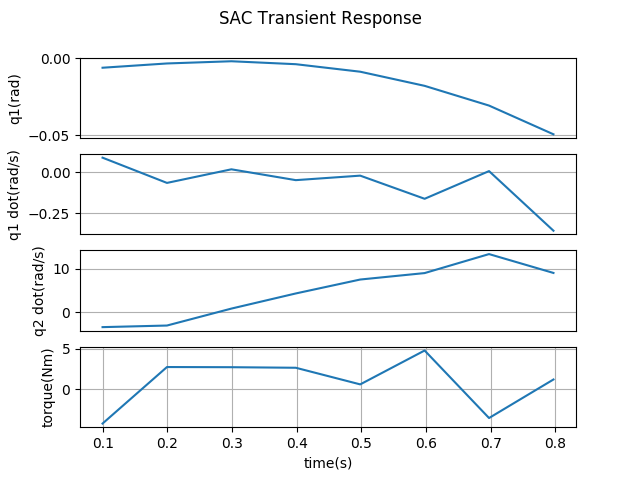 SAC Transient Response
q1(rad)
0.00
−0.05
q1 dot(rad/s)
0.00
−0.25
q2 dot(rad/s)
10
0
torque(Nm)
5
0
0.1 0.2 0.3 0.4 0.5 0.6 0.7 0.8
time(s)